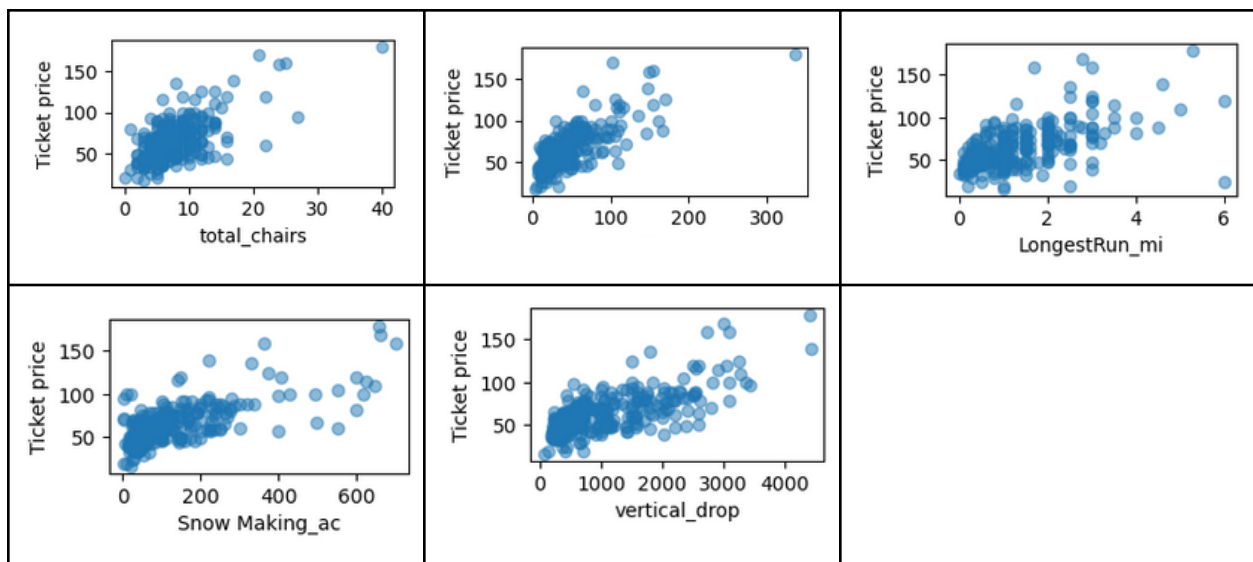 Ticket price
150
100
50
0 10 20 30 40
total_chairs
Ticket price
150
100
50
0 100 200 300
Ticket price
150
100
50
0 2 4 6
LongestRun_mi
Ticket price
150
100
50
0 200 400 600
Snow Making_ac
Ticket price
150
100
50
0 1000 2000 3000 4000
vertical_drop